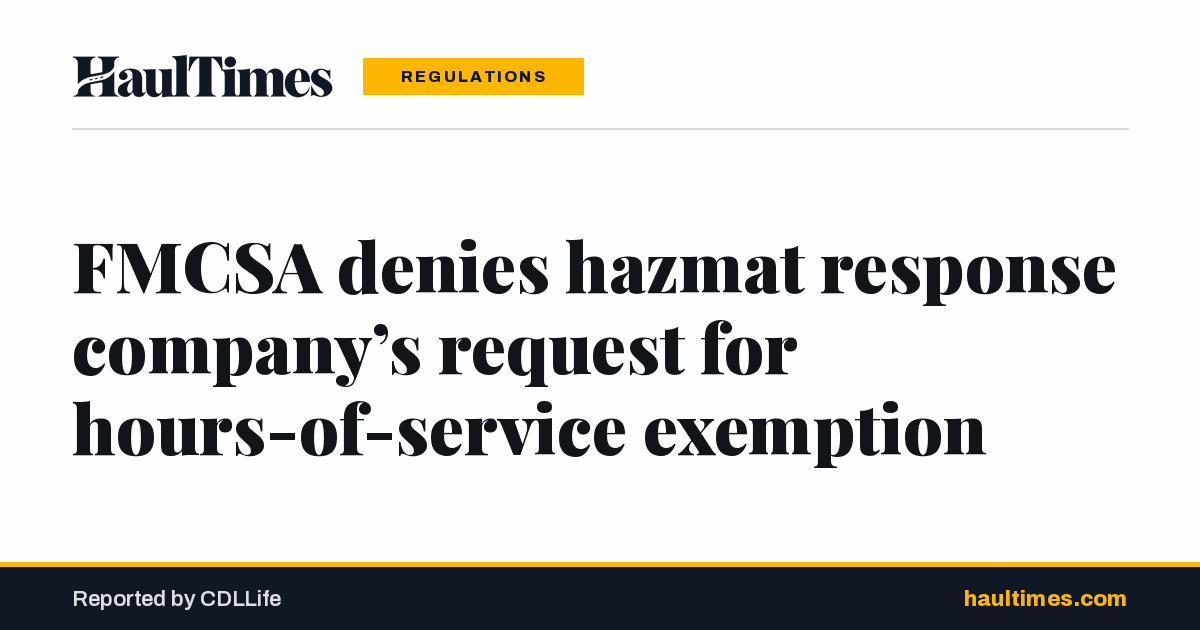 HaulTimes
REGULATIONS
FMCSA denies hazmat response
company’s request for
hours-of-service exemption
Reported by CDLLife
haultimes.com